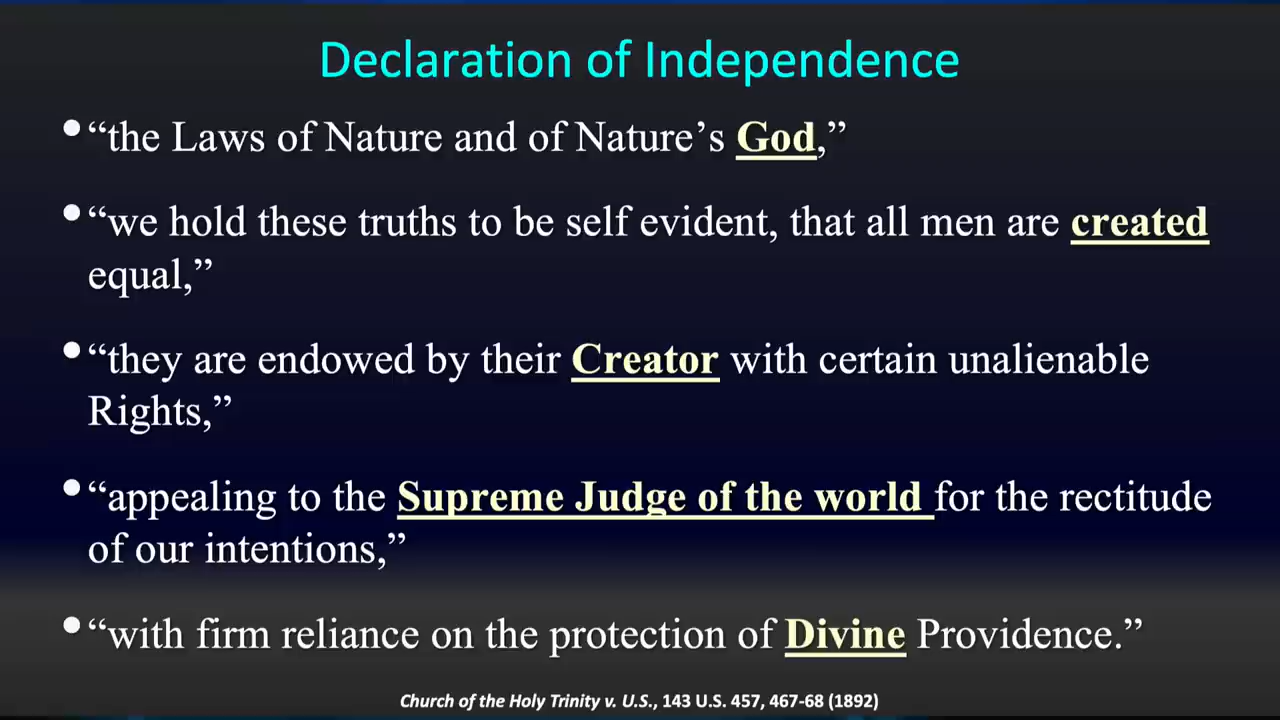 Declaration of Independence
•“the Laws of Nature and of Nature’s God,”
•“we hold these truths to be self evident, that all men are created
equal,”
•“they are endowed by their Creator with certain unalienable
Rights,”
•“appealing to the Supreme Judge of the world for the rectitude
of our intentions,”
•“with firm reliance on the protection of Divine Providence.”
Church of the Holy Trinity v. U.S., 143 U.S. 457, 467-68 (1892)